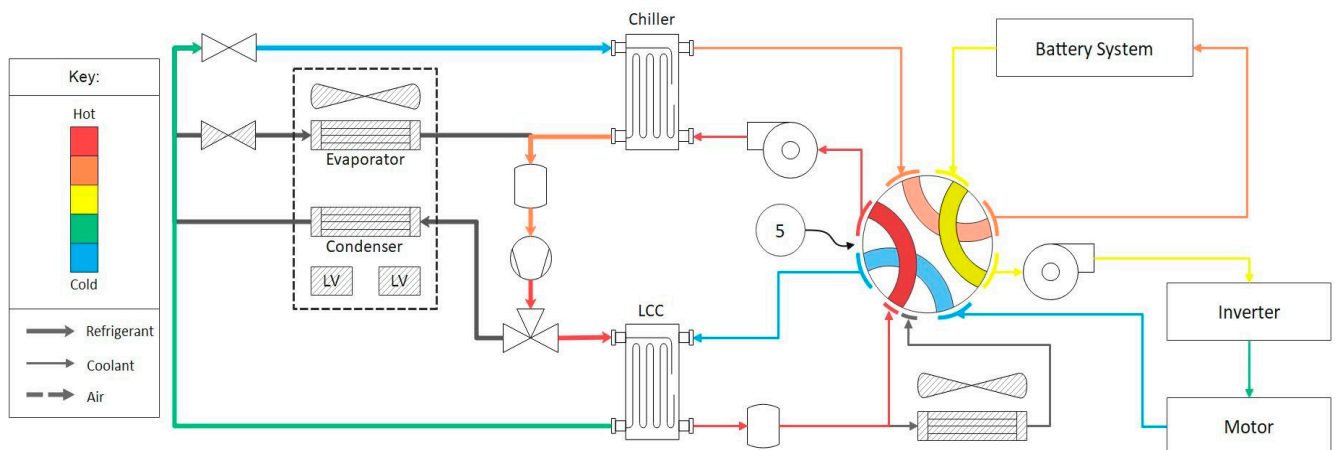 Chiller
Battery System
Key:
Hot
Evaporator
5
Condenser
Cold
LV LV
LCC
Inverter
Refrigerant
Coolant
Air
Motor